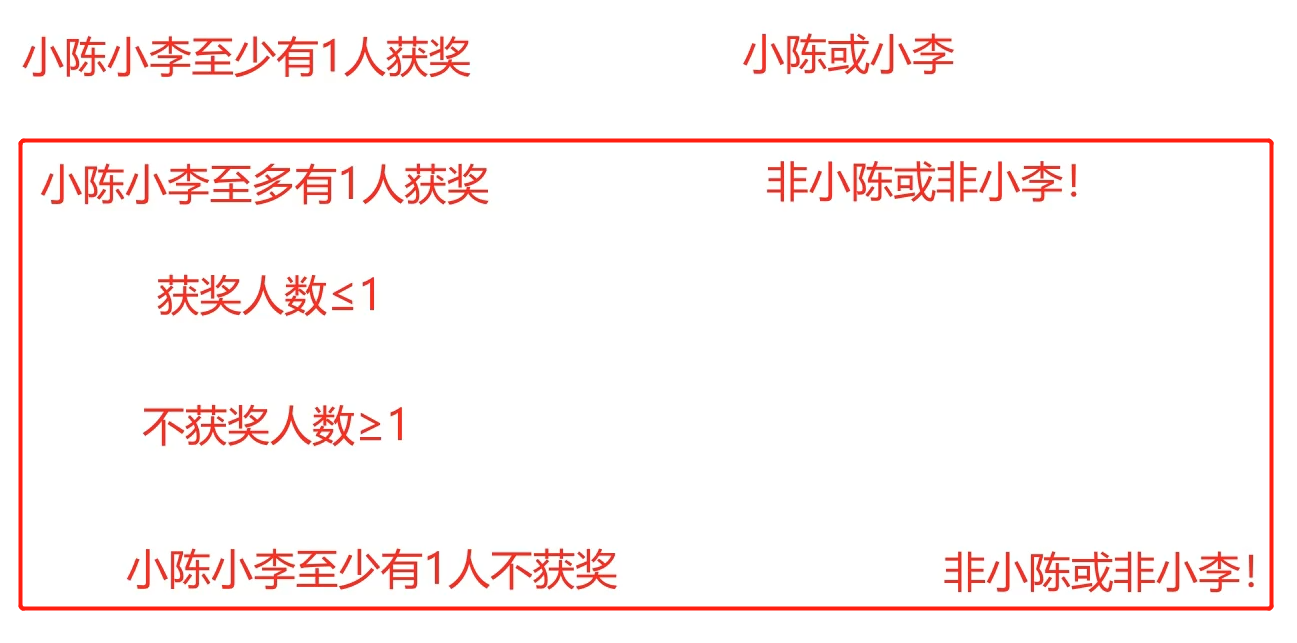 小陈小李至少有1人获奖
小陈或小李
小陈小李至多有1人获奖
非小陈或非小李！
获奖人数≤1
不获奖人数≥1
小陈小李至少有1人不获奖
非小陈或非小李！